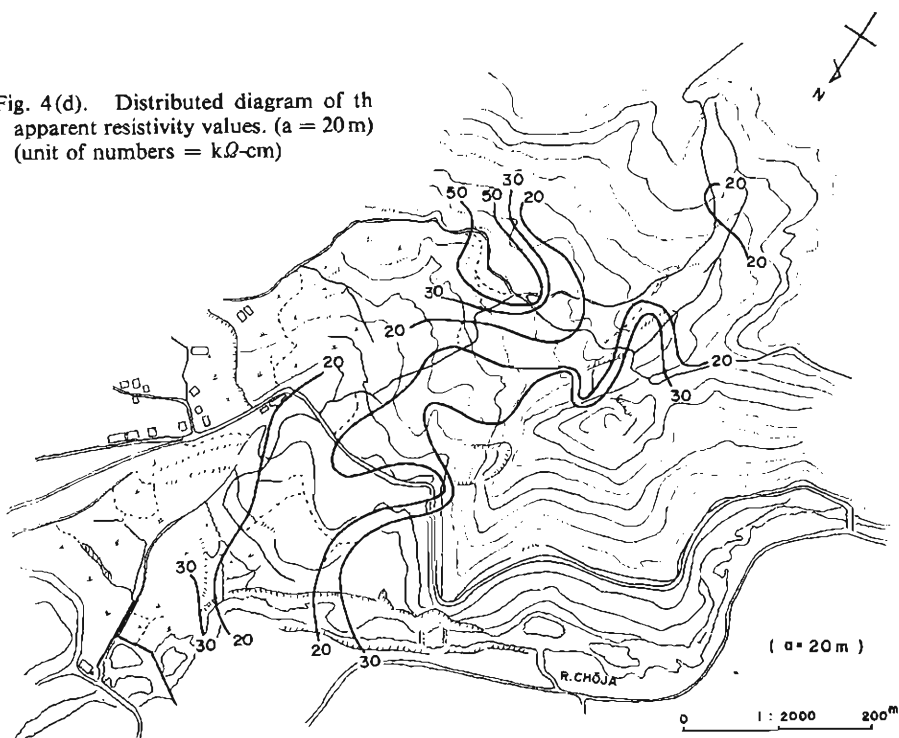 Fig. 4(d). Distributed diagram of th
apparent resistivity values. (a = 20 m)
(unit of numbers = kΩ-cm)
N
50
50
30
20
20
20
30
20
20
30
20
30
30
20
20
30
R. CHŌJA
( a = 20 m )
0 1 : 2000 200m